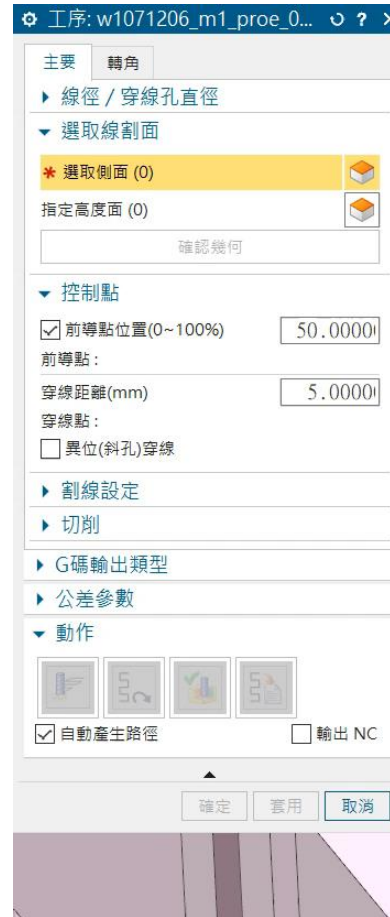 工序: w1071206_m1_proe_0...
主要 轉角
線徑 / 穿線孔直徑
選取線割面
* 選取側面 (0)
指定高度面 (0)
確認幾何
控制點
前導點位置(0~100%) 50.0000
前導點 :
穿線距離(mm) 5.0000
穿線點 :
異位(斜孔)穿線
割線設定
切削
G碼輸出類型
公差參數
動作
自動產生路徑 輸出 NC
確定 套用 取消